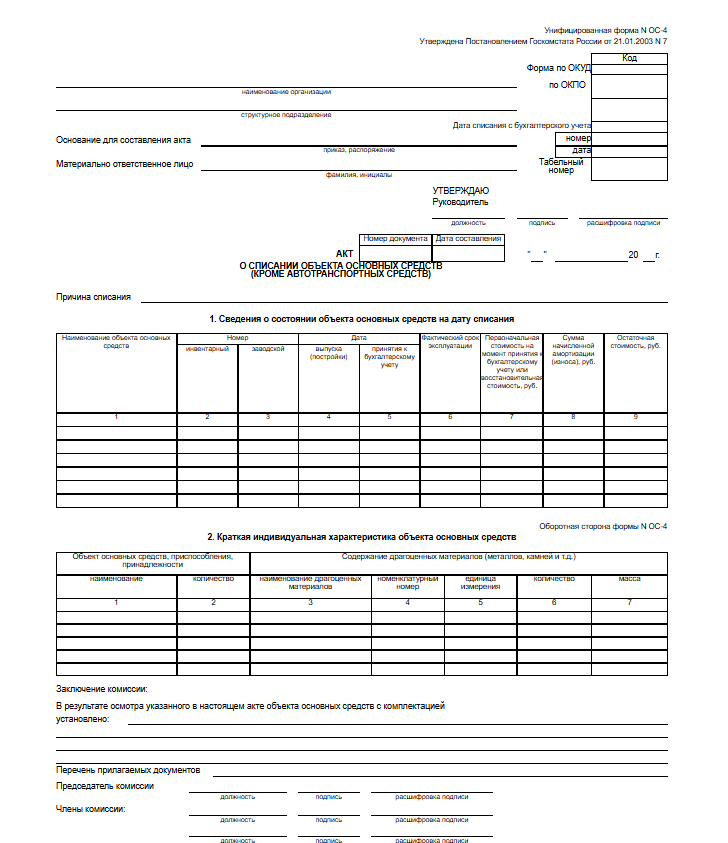 Унифицированная форма N ОС-4
Утверждена Постановлением Госкомстата России от 21.01.2003 N 7
Код
Форма по ОКУД
по ОКПО
наименование организации
структурное подразделение
Дата списания с бухгалтерского учета
Основание для составления акта
номер
приказ, распоряжение
дата
Материально ответственное лицо
Табельный
номер
фамилия, инициалы
УТВЕРЖДАЮ
Руководитель
должность подпись расшифровка подписи
Номер документа Дата составления
АКТ " " 20 г.
О СПИСАНИИ ОБЪЕКТА ОСНОВНЫХ СРЕДСТВ
(КРОМЕ АВТОТРАНСПОРТНЫХ СРЕДСТВ)
Причина списания
1. Сведения о состоянии объекта основных средств на дату списания
Наименование объекта основных средств Номер Дата Фактический срок эксплуатации Первоначальная стоимость на момент принятия к бухгалтерскому учету или восстановительная стоимость, руб. Сумма начисленной амортизации (износа), руб. Остаточная стоимость, руб.
инвентарный заводской выпуска (постройки) принятия к бухгалтерскому учету
1 2 3 4 5 6 7 8 9
Оборотная сторона формы N ОС-4
2. Краткая индивидуальная характеристика объекта основных средств
Объект основных средств, приспособления, принадлежности Содержание драгоценных материалов (металлов, камней и т.д.)
наименование количество наименование драгоценных материалов номенклатурный номер единица измерения количество масса
1 2 3 4 5 6 7
Заключение комиссии:
В результате осмотра указанного в настоящем акте объекта основных средств с комплектацией
установлено:
Перечень прилагаемых документов
Председатель комиссии
должность подпись расшифровка подписи
Члены комиссии:
должность подпись расшифровка подписи
должность подпись расшифровка подписи